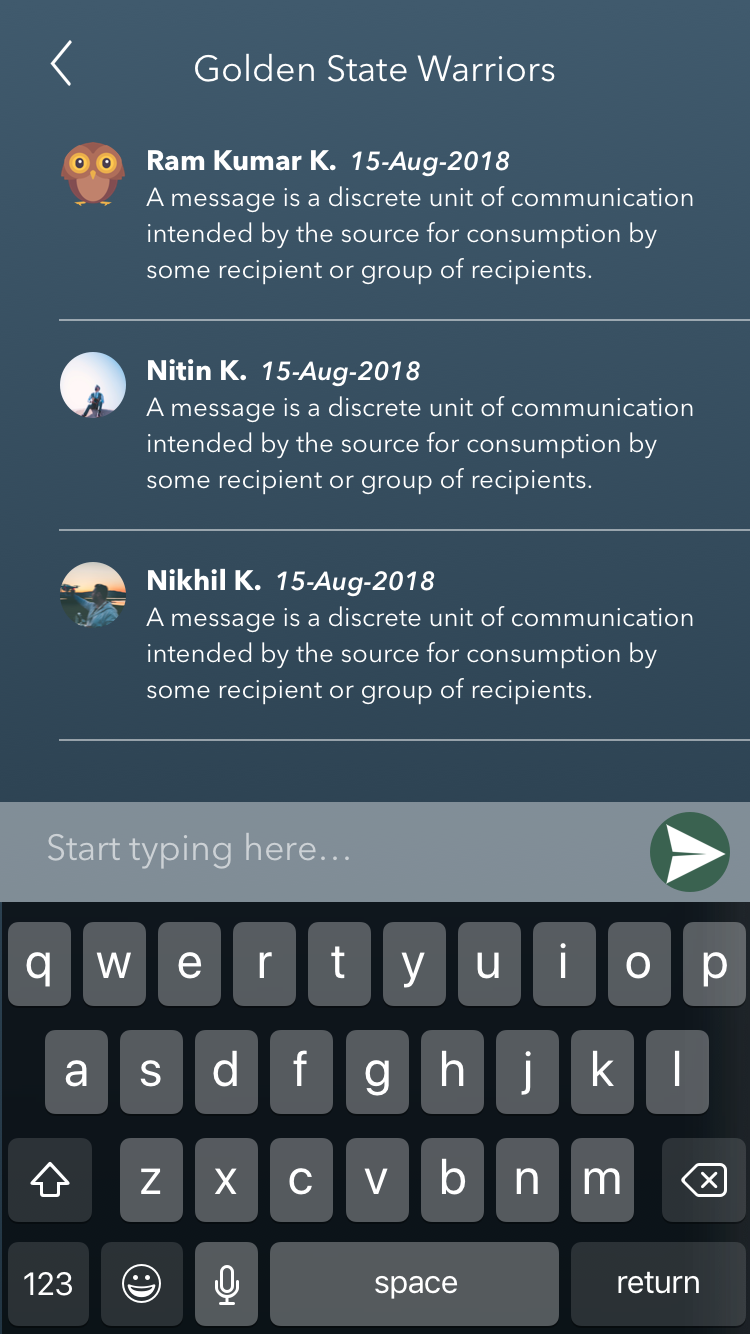 Golden State Warriors
Ram Kumar K. 15-Aug-2018
A message is a discrete unit of communication
intended by the source for consumption by
some recipient or group of recipients.
Nitin K. 15-Aug-2018
A message is a discrete unit of communication
intended by the source for consumption by
some recipient or group of recipients.
Nikhil K. 15-Aug-2018
A message is a discrete unit of communication
intended by the source for consumption by
some recipient or group of recipients.
Start typing here...
q w e r t y u i o p
a s d f g h j k l
z x c v b n m
123 space return